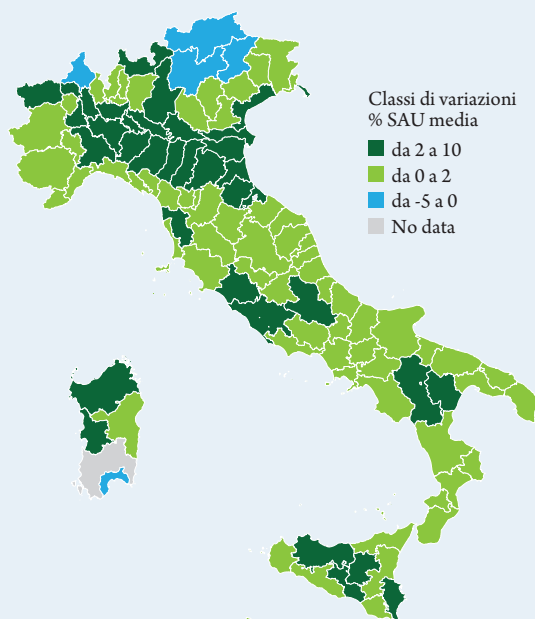 Classi di variazioni
% SAU media
da 2 a 10
da 0 a 2
da -5 a 0
No data